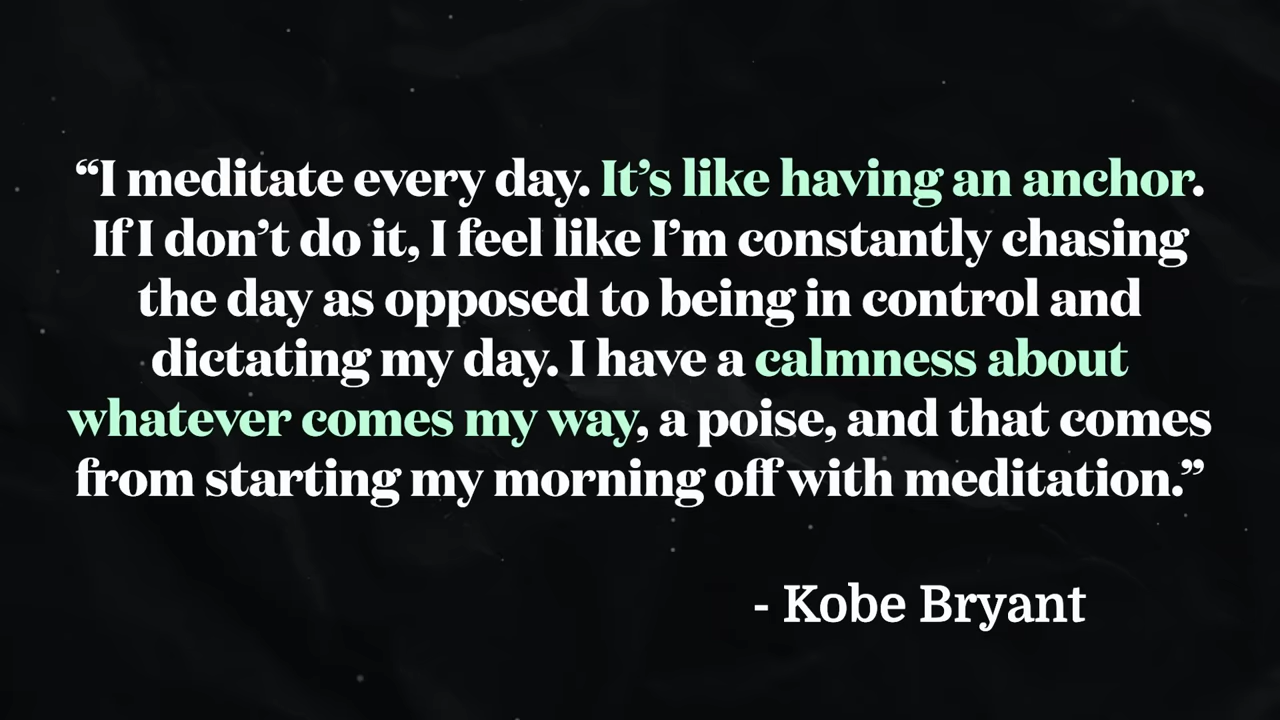 “I meditate every day. It’s like having an anchor.
If I don’t do it, I feel like I’m constantly chasing
the day as opposed to being in control and
dictating my day. I have a calmness about
whatever comes my way, a poise, and that comes
from starting my morning off with meditation.”
- Kobe Bryant